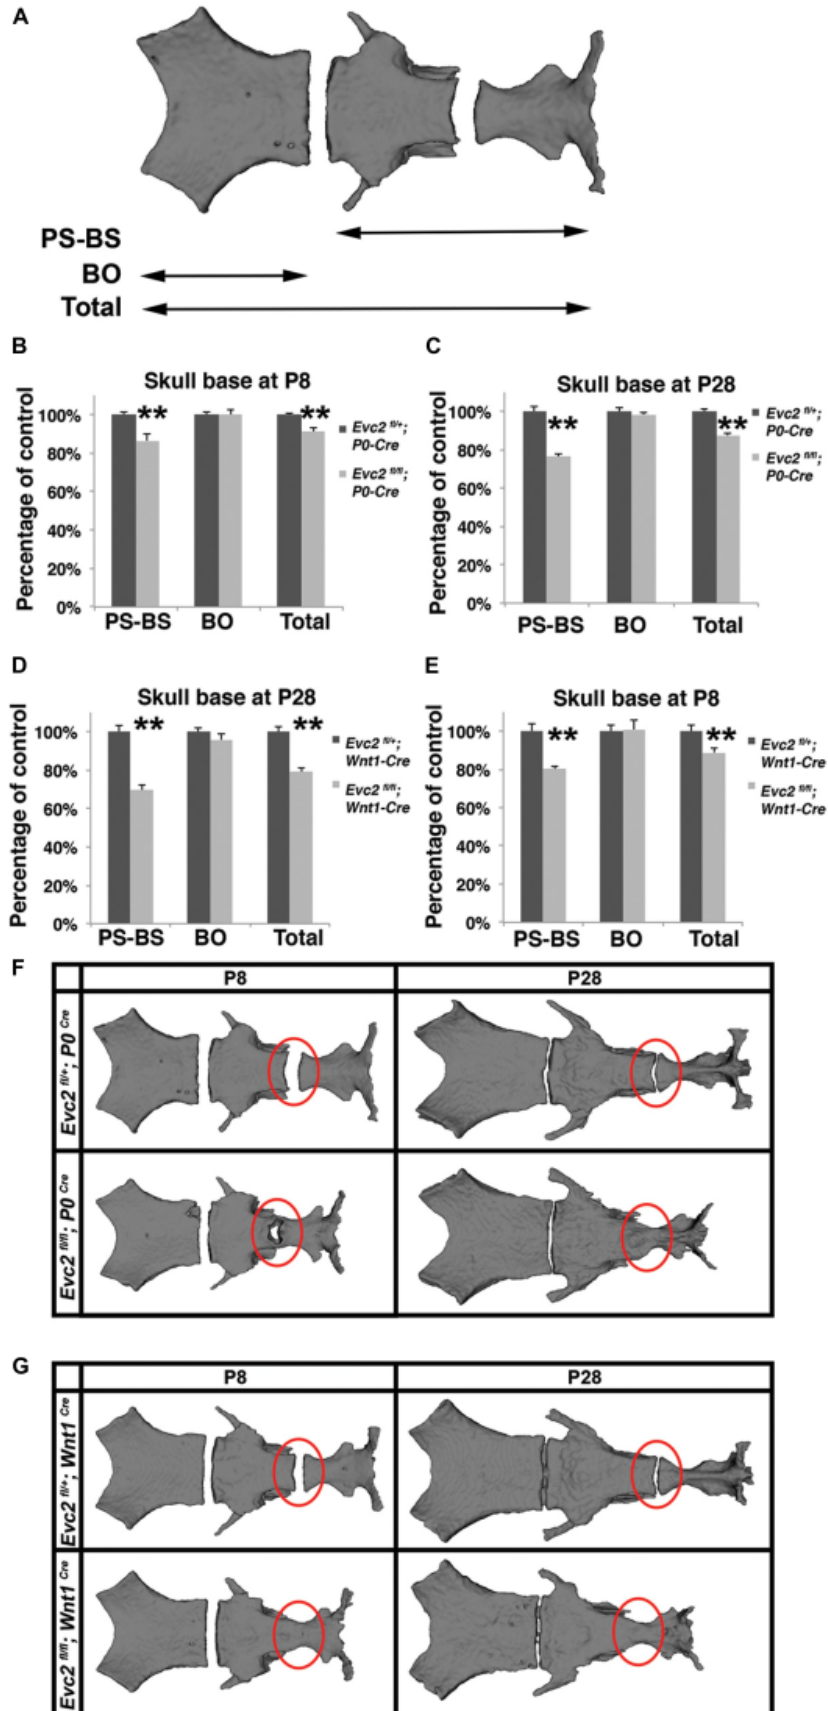 A
PS-BS
BO
Total
B
Skull base at P8
Percentage of control
100%
80%
60%
40%
20%
0%
PS-BS BO Total
**
**
Evc2 fl/+;
P0-Cre
Evc2 fl/fl;
P0-Cre
C
Skull base at P28
Percentage of control
100%
80%
60%
40%
20%
0%
PS-BS BO Total
**
**
Evc2 fl/+;
P0-Cre
Evc2 fl/fl;
P0-Cre
D
Skull base at P28
Percentage of control
100%
80%
60%
40%
20%
0%
PS-BS BO Total
**
**
Evc2 fl/+;
Wnt1-Cre
Evc2 fl/fl;
Wnt1-Cre
E
Skull base at P8
Percentage of control
100%
80%
60%
40%
20%
0%
PS-BS BO Total
**
**
Evc2 fl/+;
Wnt1-Cre
Evc2 fl/fl;
Wnt1-Cre
F
P8 P28
Evc2 fl/+; P0 Cre
Evc2 fl/fl; P0 Cre
G
P8 P28
Evc2 fl/+; Wnt1 Cre
Evc2 fl/fl; Wnt1 Cre